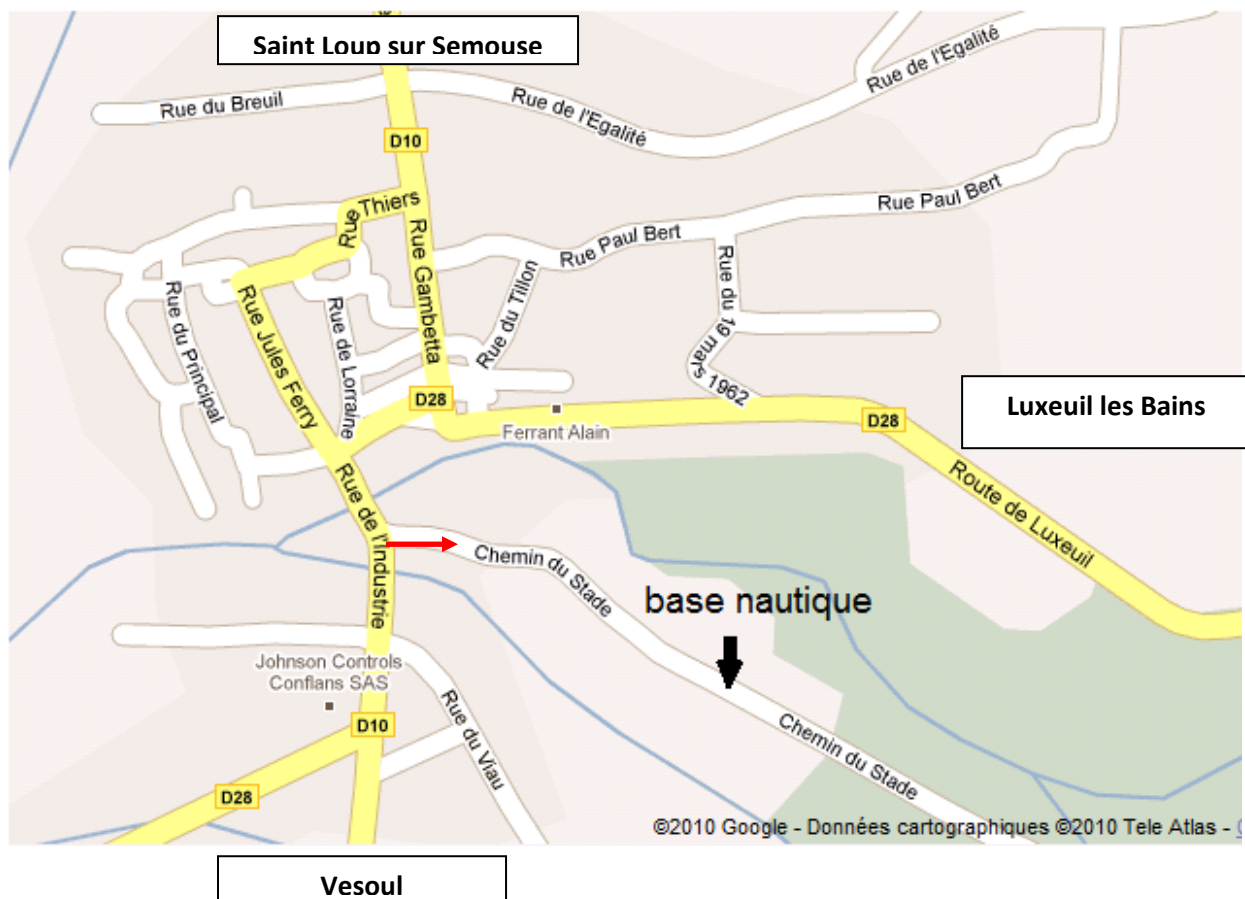 Saint Loup sur Semouse
Rue du Breuil
Rue de l'Egalité
Rue de l'Egalité
D10
Rue Thiers
Rue Paul Bert
Rue Paul Bert
Rue Gambetta
Rue du Tillon
Rue du 19 mars 1962
Rue du Principal
Rue Jules Ferry
Rue de Lorraine
D28
Ferrant Alain
D28
Luxeuil les Bains
Route de Luxeuil
Rue de l'Industrie
Chemin du Stade
base nautique
Johnson Controls
Conflans SAS
D10
Rue du Viau
Chemin du Stade
D28
©2010 Google - Données cartographiques ©2010 Tele Atlas -
Vesoul